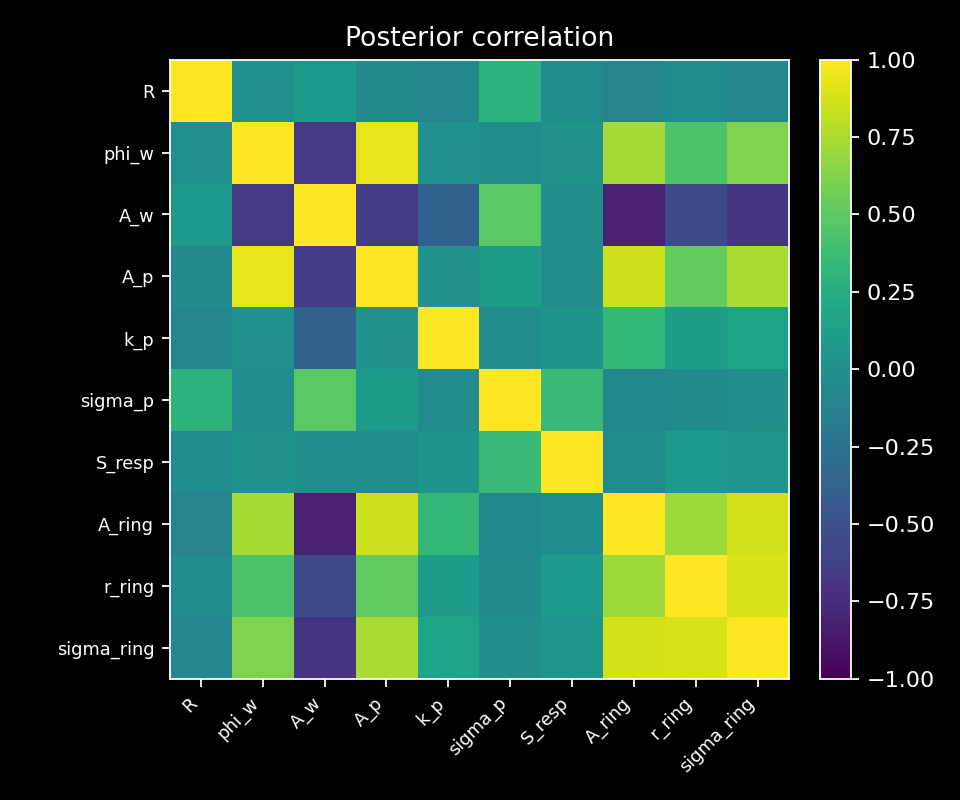 Posterior correlation
R
phi_w
A_w
A_p
k_p
sigma_p
S_resp
A_ring
r_ring
sigma_ring
R
phi_w
A_w
A_p
k_p
sigma_p
S_resp
A_ring
r_ring
sigma_ring
1.00
0.75
0.50
0.25
0.00
−0.25
−0.50
−0.75
−1.00